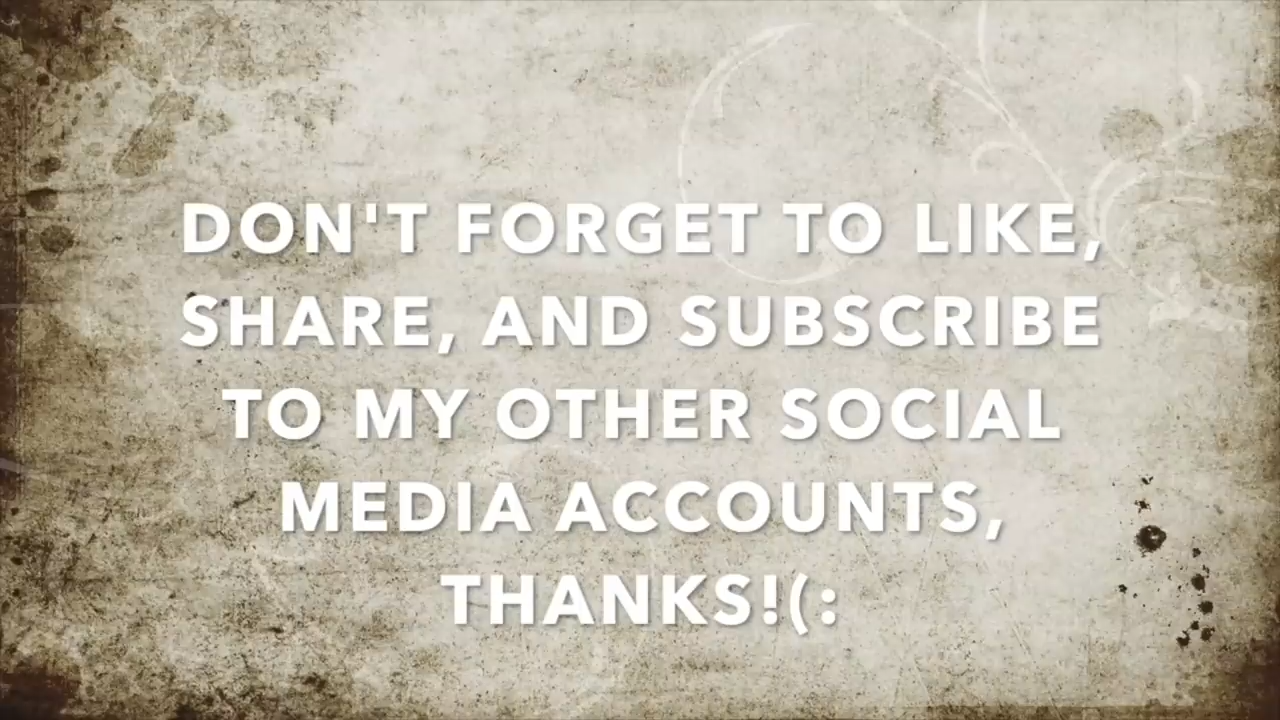 DON'T FORGET TO LIKE,
SHARE, AND SUBSCRIBE
TO MY OTHER SOCIAL
MEDIA ACCOUNTS,
THANKS!(: